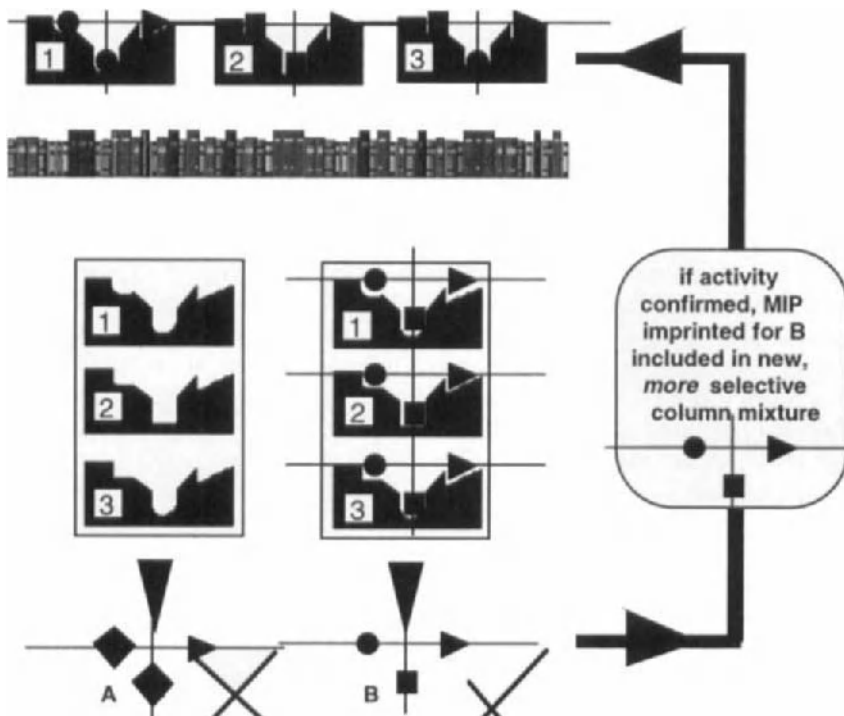 1
2
3
1
2
3
1
2
3
if activity
confirmed, MIP
imprinted for B
included in new,
more selective
column mixture
A
B